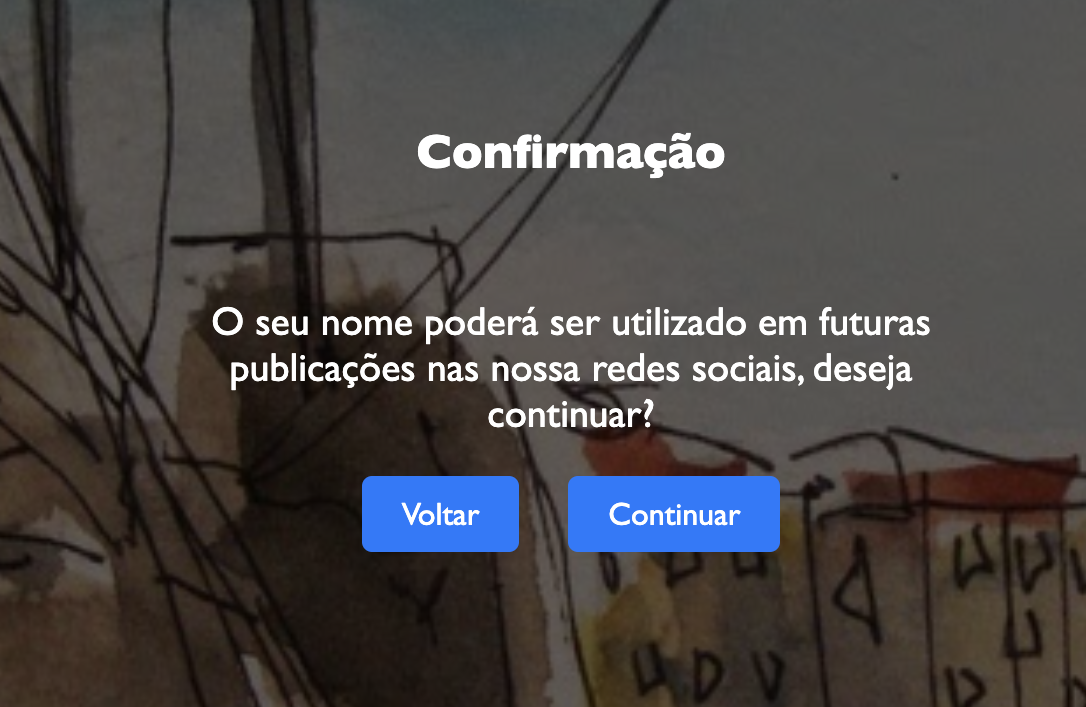 Confirmação
O seu nome poderá ser utilizado em futuras
publicações nas nossa redes sociais, deseja
continuar?
Voltar
Continuar